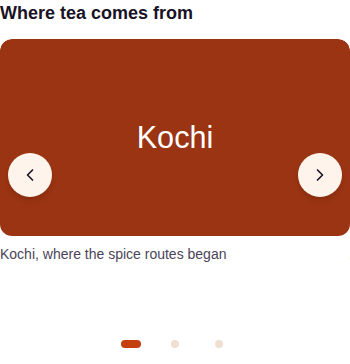 Where tea comes from
Kochi
Kochi, where the spice routes began